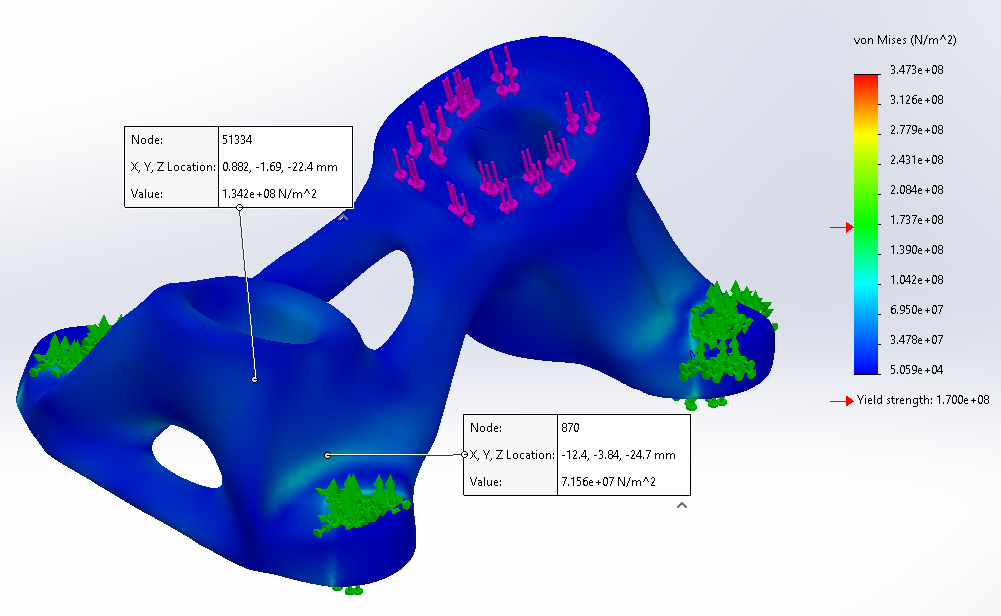 von Mises (N/m^2)
3.473e+08
3.126e+08
2.779e+08
2.431e+08
2.084e+08
1.737e+08
1.390e+08
1.042e+08
6.950e+07
3.478e+07
5.059e+04
Yield strength: 1.700e+08
Node: 51334
X, Y, Z Location: 0.882, -1.69, -22.4 mm
Value: 1.342e+08 N/m^2
Node: 870
X, Y, Z Location: -12.4, -3.84, -24.7 mm
Value: 7.156e+07 N/m^2